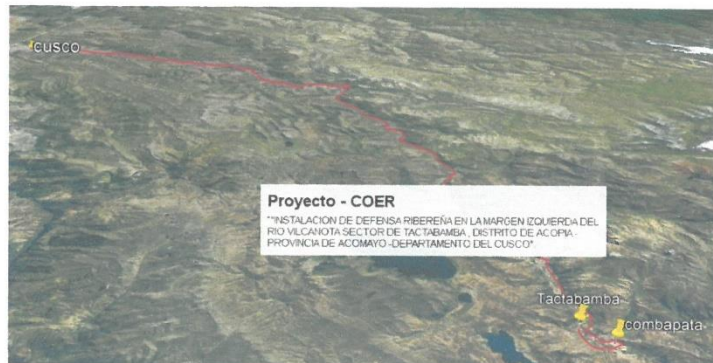 cusco
Proyecto - COER
""INSTALACION DE DEFENSA RIBEREÑA EN LA MARGEN IZQUIERDA DEL
RIO VILCANOTA SECTOR DE TACTABAMBA , DISTRITO DE ACOPIA -
PROVINCIA DE ACOMAYO -DEPARTAMENTO DEL CUSCO"
Tactabamba
combapata